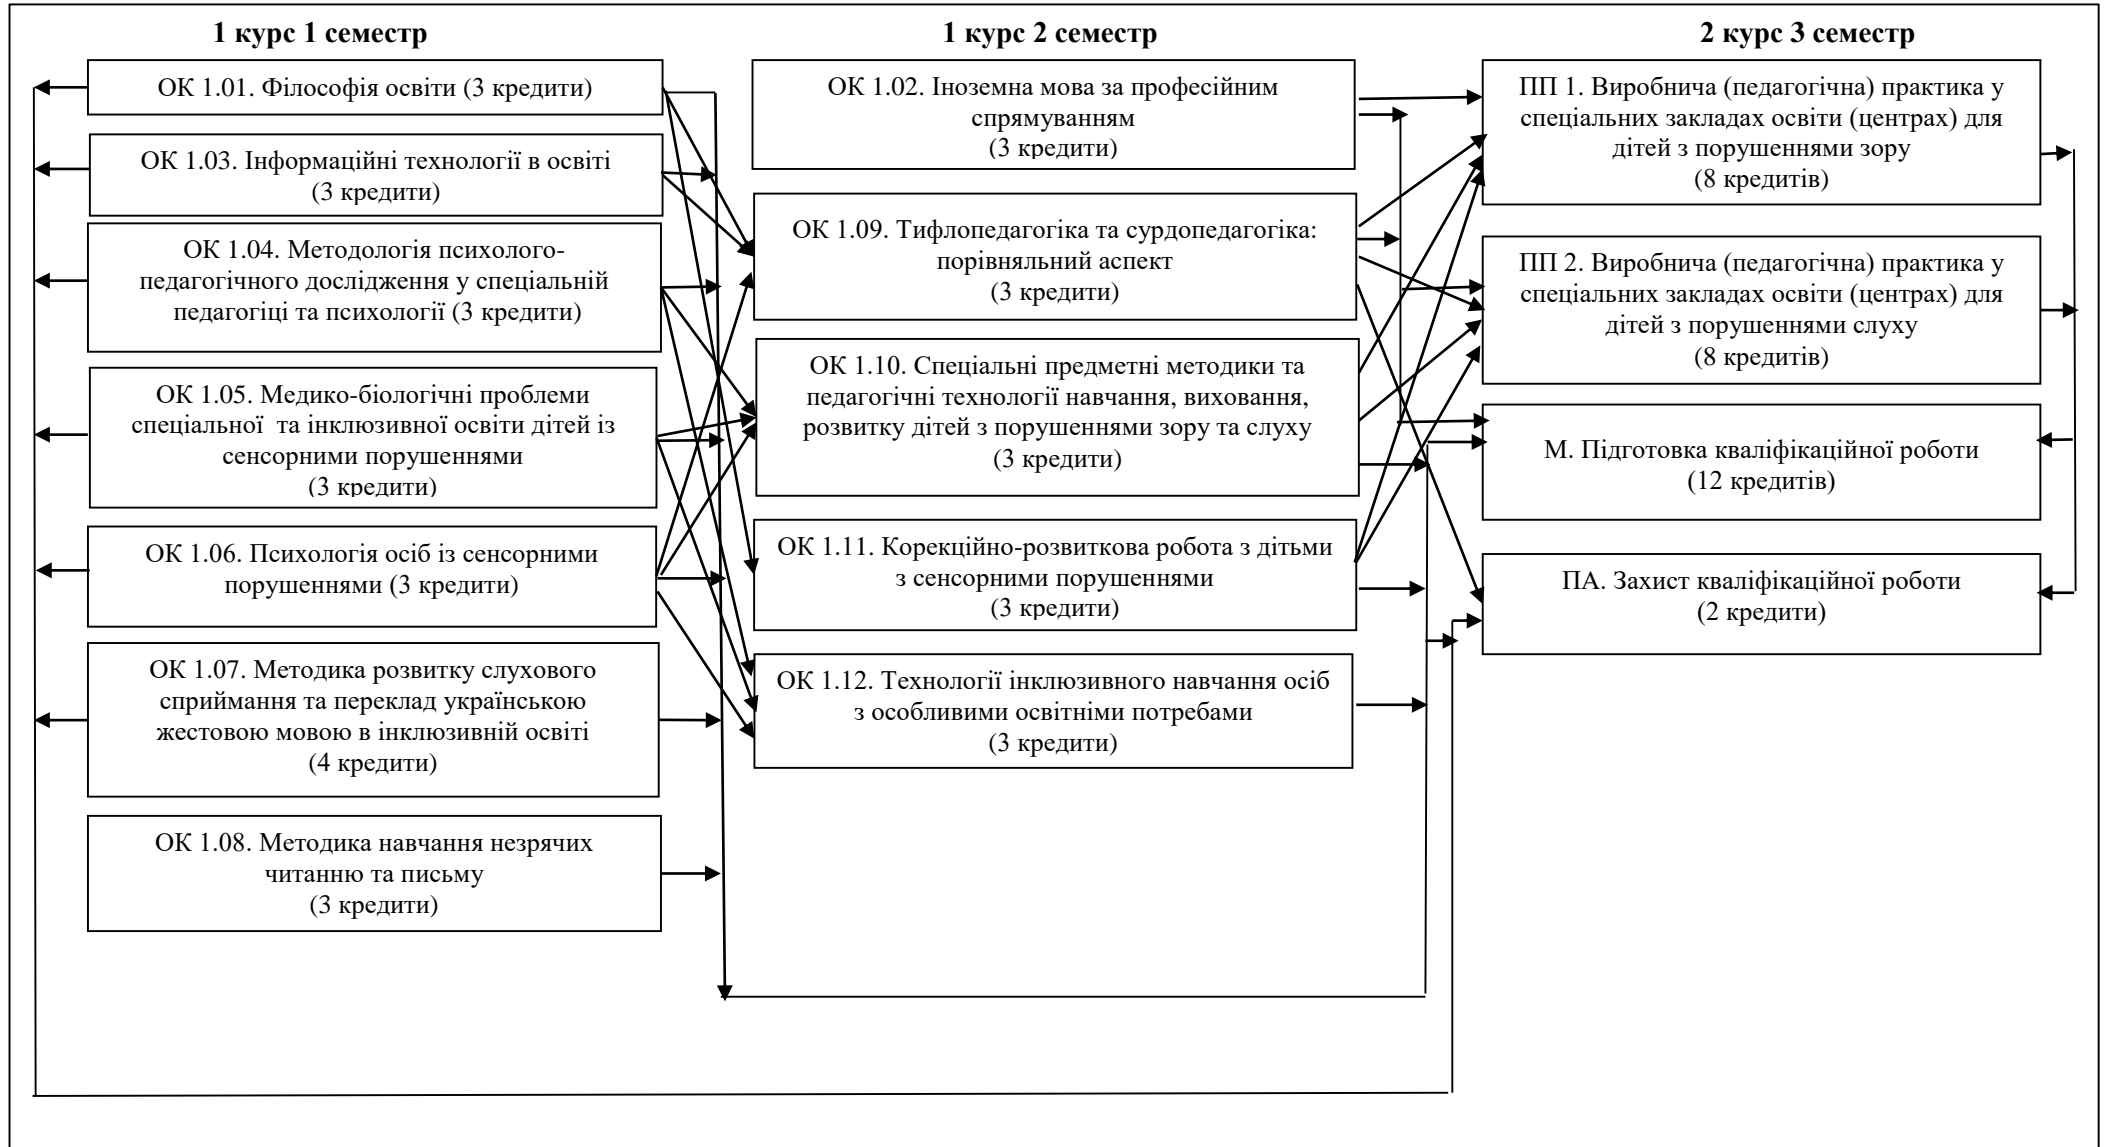 1 курс 1 семестр
ОК 1.01. Філософія освіти (3 кредити)
ОК 1.03. Інформаційні технології в освіті
(3 кредити)
ОК 1.04. Методологія психолого-
педагогічного дослідження у спеціальній
педагогіці та психології (3 кредити)
ОК 1.05. Медико-біологічні проблеми
спеціальної та інклюзивної освіти дітей із
сенсорними порушеннями
(3 кредити)
ОК 1.06. Психологія осіб із сенсорними
порушеннями (3 кредити)
ОК 1.07. Методика розвитку слухового
сприймання та переклад українською
жестовою мовою в інклюзивній освіті
(4 кредити)
ОК 1.08. Методика навчання незрячих
читанню та письму
(3 кредити)
1 курс 2 семестр
ОК 1.02. Іноземна мова за професійним
спрямуванням
(3 кредити)
ОК 1.09. Тифлопедагогіка та сурдопедагогіка:
порівняльний аспект
(3 кредити)
ОК 1.10. Спеціальні предметні методики та
педагогічні технології навчання, виховання,
розвитку дітей з порушеннями зору та слуху
(3 кредити)
ОК 1.11. Корекційно-розвиткова робота з дітьми
з сенсорними порушеннями
(3 кредити)
ОК 1.12. Технології інклюзивного навчання осіб
з особливими освітніми потребами
(3 кредити)
2 курс 3 семестр
ПП 1. Виробнича (педагогічна) практика у
спеціальних закладах освіти (центрах) для
дітей з порушеннями зору
(8 кредитів)
ПП 2. Виробнича (педагогічна) практика у
спеціальних закладах освіти (центрах) для
дітей з порушеннями слуху
(8 кредитів)
М. Підготовка кваліфікаційної роботи
(12 кредитів)
ПА. Захист кваліфікаційної роботи
(2 кредити)